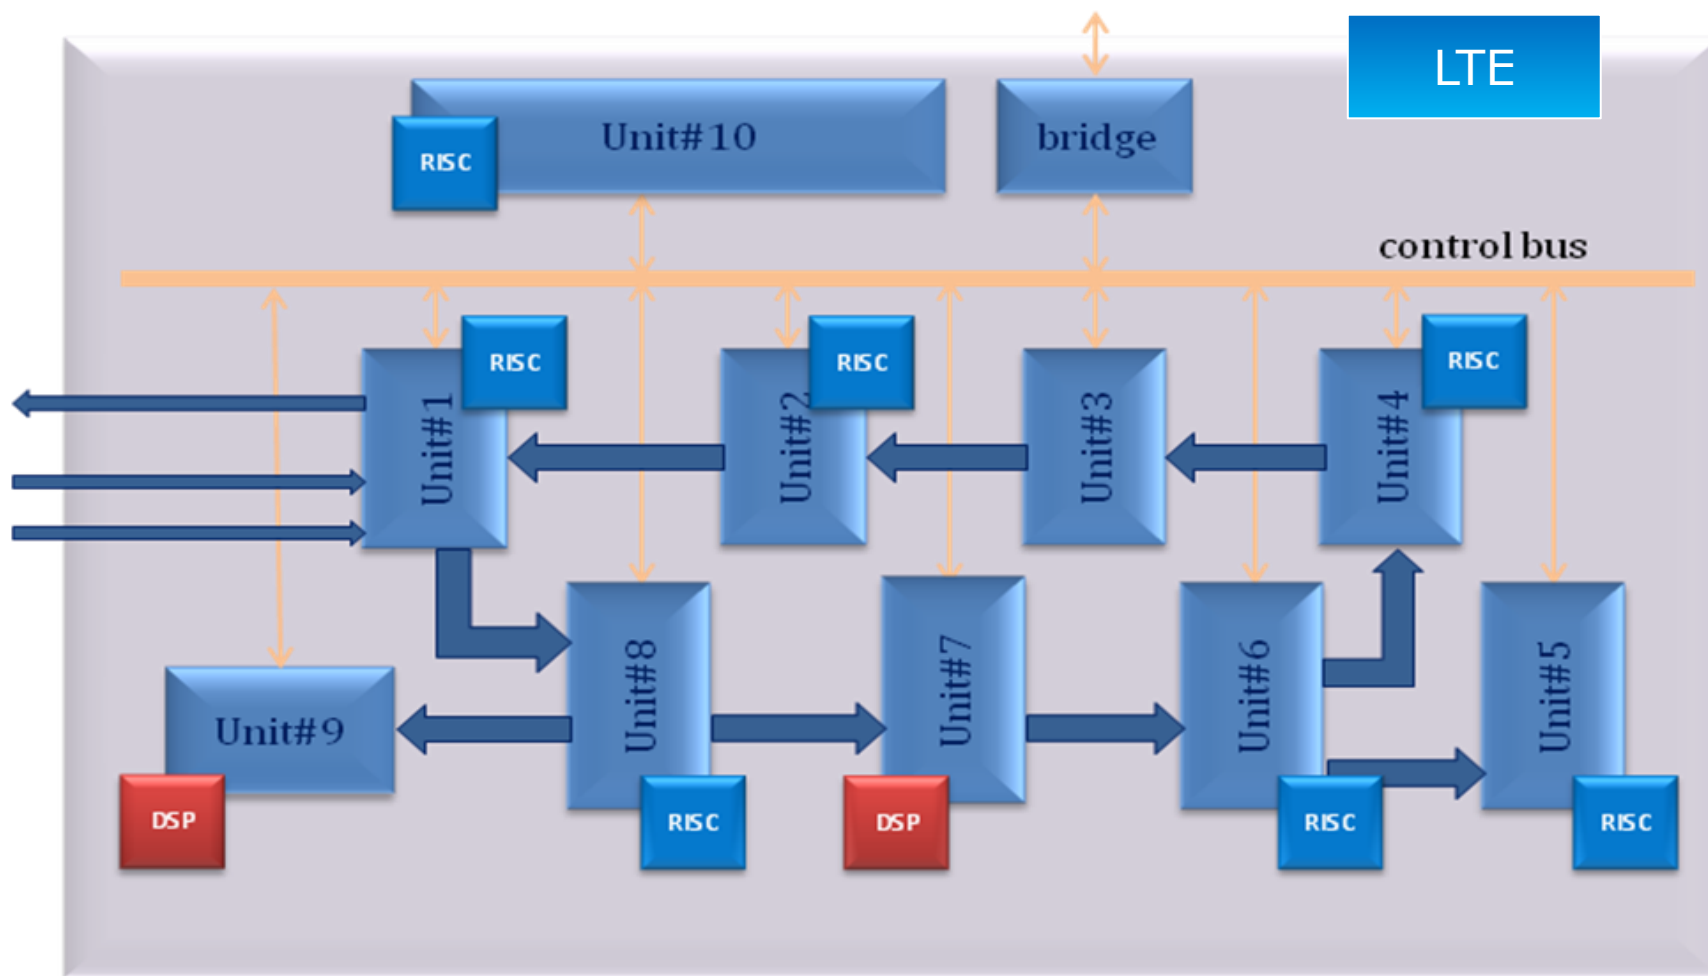 LTE
Unit#10
RISC
bridge
control bus
RISC
Unit#1
RISC
Unit#2
Unit#3
RISC
Unit#4
Unit#9
DSP
Unit#8
RISC
Unit#7
DSP
Unit#6
RISC
Unit#5
RISC